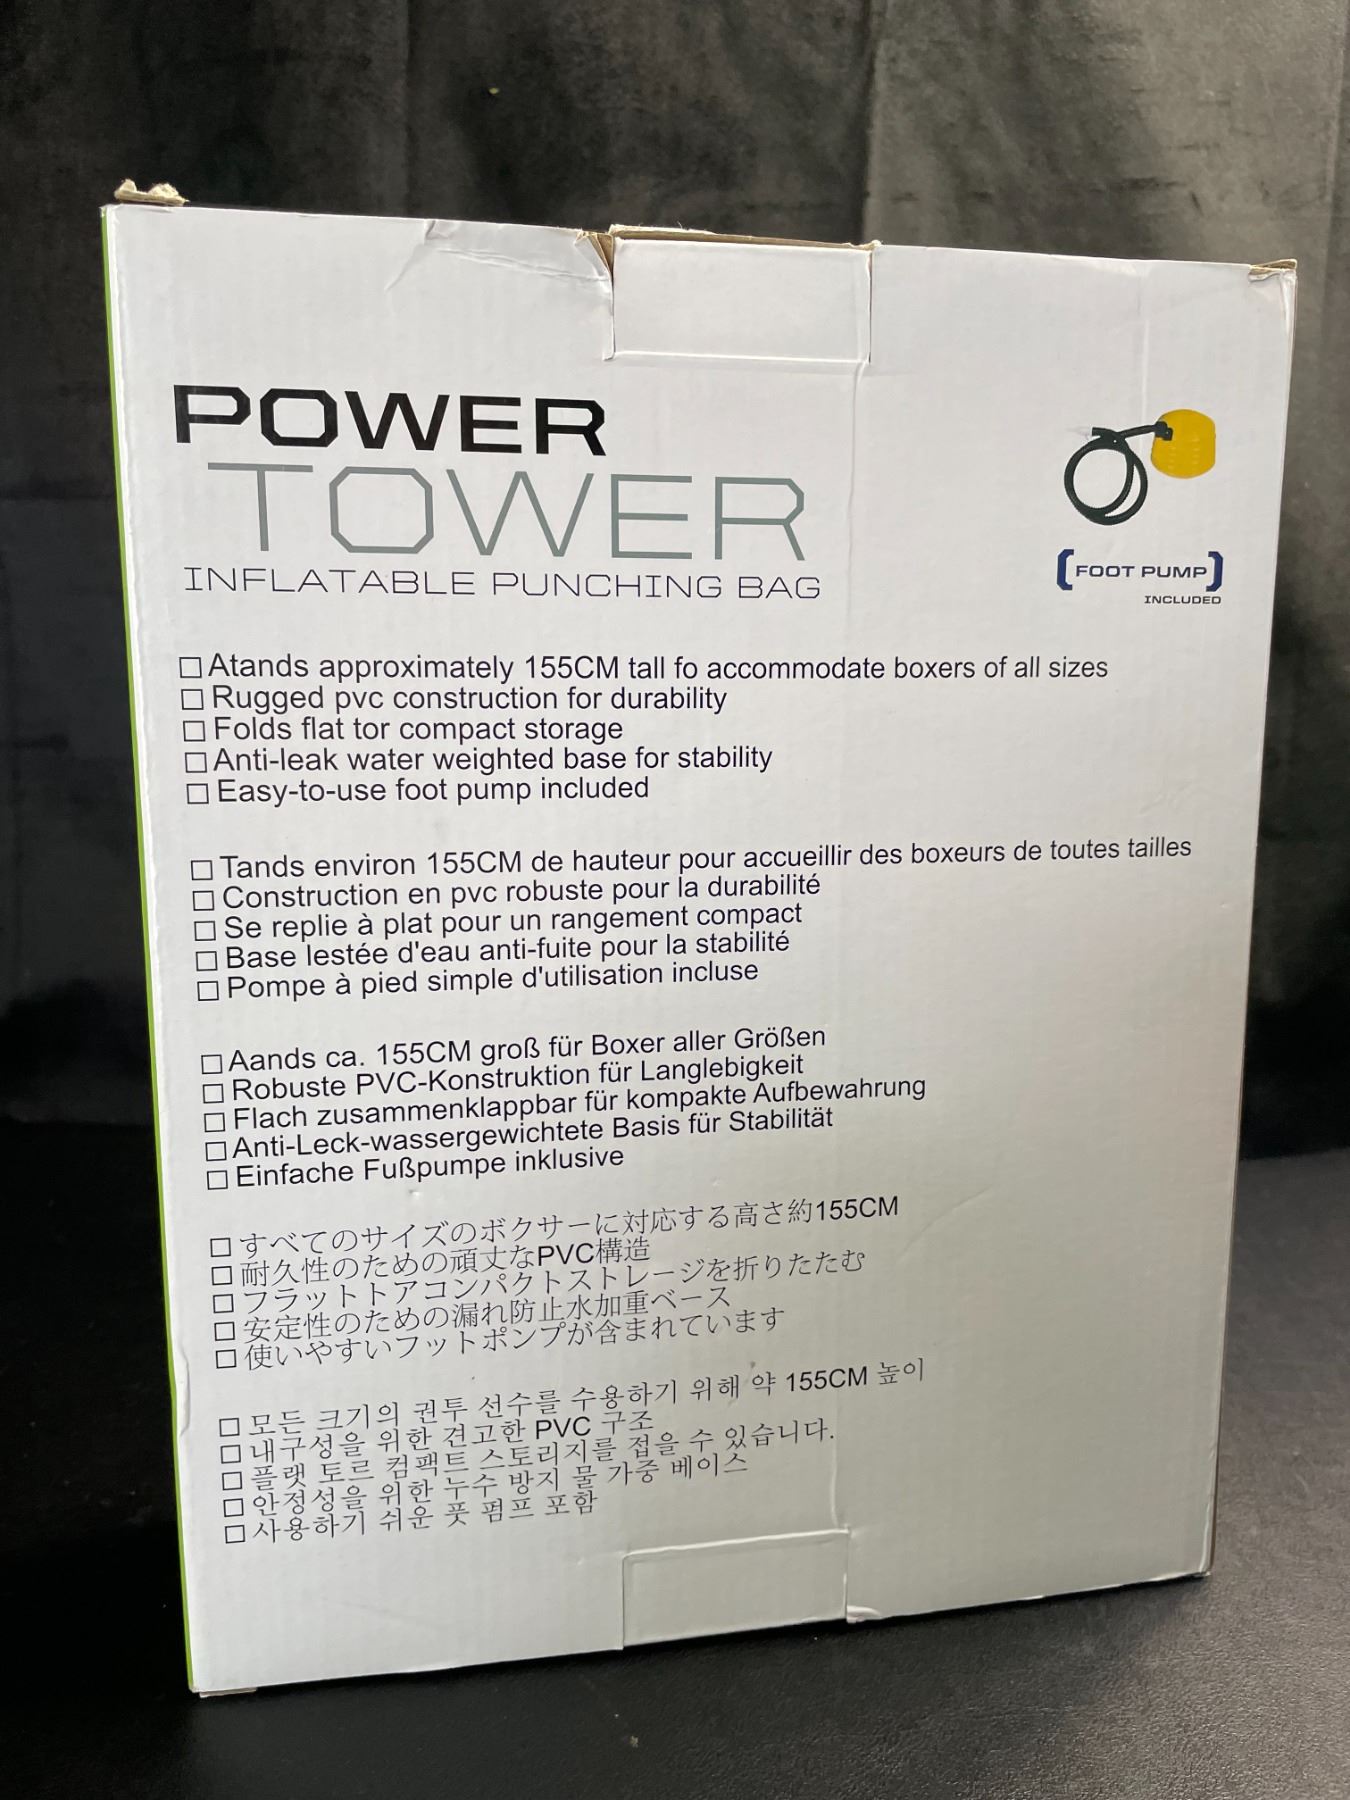 POWER
TOWER
INFLATABLE PUNCHING BAG
[FOOT PUMP]
INCLUDED
□ Atands approximately 155CM tall fo accommodate boxers of all sizes
□ Rugged pvc construction for durability
□ Folds flat tor compact storage
□ Anti-leak water weighted base for stability
□ Easy-to-use foot pump included
□ Tands environ 155CM de hauteur pour accueillir des boxeurs de toutes tailles
□ Construction en pvc robuste pour la durabilité
□ Se replie à plat pour un rangement compact
□ Base lestée d'eau anti-fuite pour la stabilité
□ Pompe à pied simple d'utilisation incluse
□ Aands ca. 155CM groß für Boxer aller Größen
□ Robuste PVC-Konstruktion für Langlebigkeit
□ Flach zusammenklappbar für kompakte Aufbewahrung
□ Anti-Leck-wassergewichtete Basis für Stabilität
□ Einfache Fußpumpe inklusive
□ すべてのサイズのボクサーに対応する高さ約155CM
□ 耐久性のための頑丈なPVC構造
□ フラットトアコンパクトストレージを折りたたむ
□ 安定性のための漏れ防止水加重ベース
□ 使いやすいフットポンプが含まれています
□ 모든 크기의 권투 선수를 수용하기 위해 약 155CM 높이
□ 내구성을 위한 견고한 PVC 구조
□ 플랫 토르 컴팩트 스토리지를 접을 수 있습니다.
□ 안정성을 위한 누수 방지 물 가중 베이스
□ 사용하기 쉬운 풋 펌프 포함